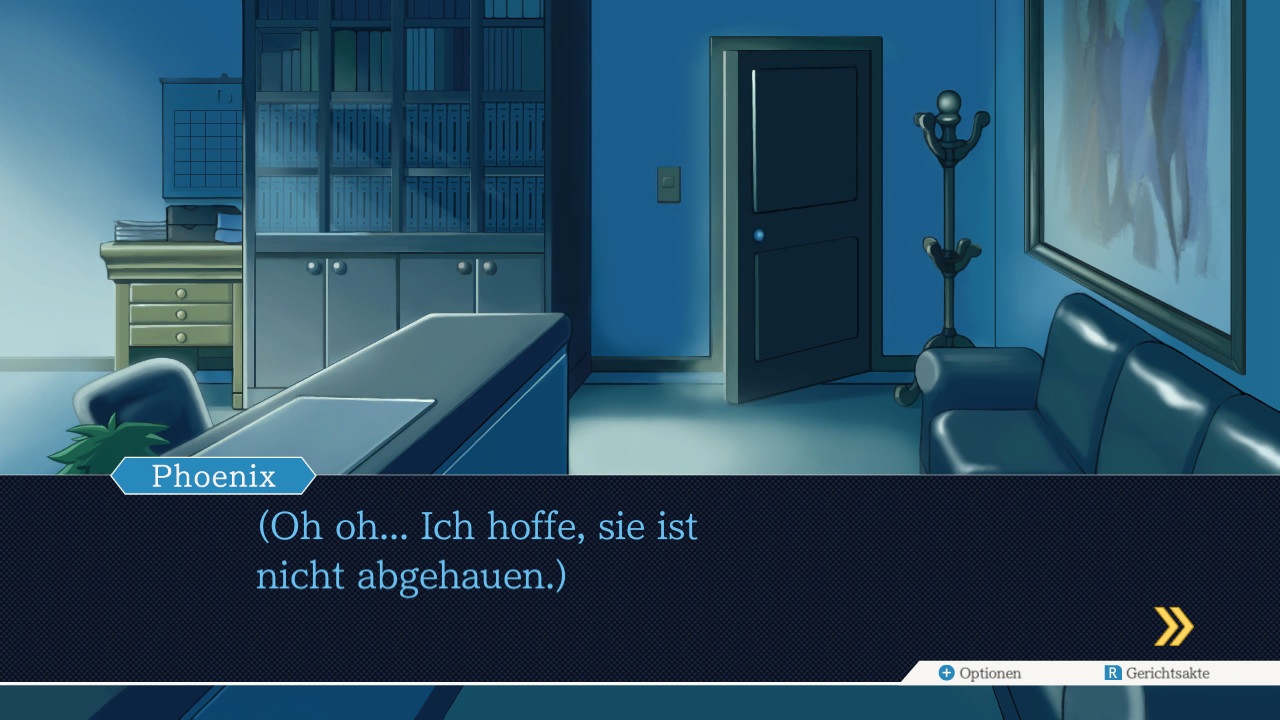 Phoenix
(Oh oh... Ich hoffe, sie ist
nicht abgehauen.)
+ Optionen
R Gerichtsakte